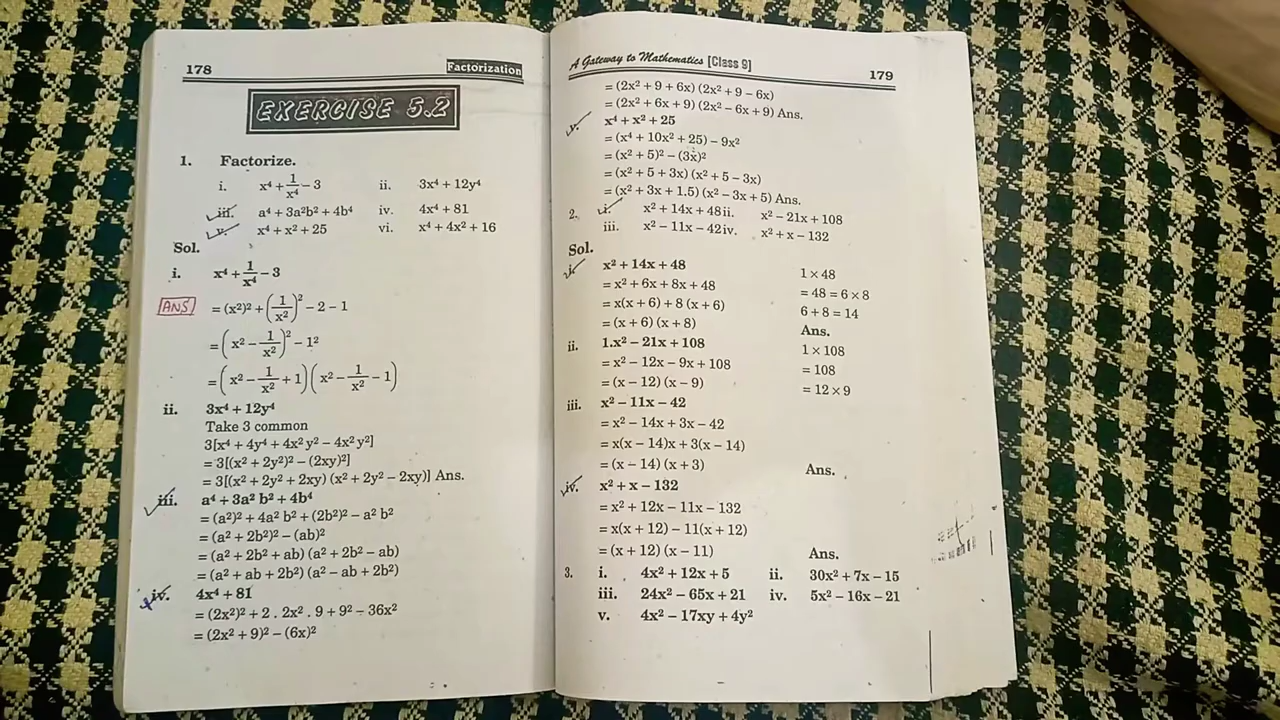 178 Factorization
EXERCISE 5.2
1. Factorize.
i. x⁴ + 1/x⁴ − 3 ii. 3x⁴ + 12y⁴
iii. a⁴ + 3a²b² + 4b⁴ iv. 4x⁴ + 81
v. x⁴ + x² + 25 vi. x⁴ + 4x² + 16
Sol.
i. x⁴ + 1/x⁴ − 3
ANS = (x²)² + (1/x²)² − 2 − 1
= (x² − 1/x²)² − 1²
= (x² − 1/x² + 1)(x² − 1/x² − 1)
ii. 3x⁴ + 12y⁴
Take 3 common
3[x⁴ + 4y⁴ + 4x² y² − 4x² y²]
= 3[(x² + 2y²)² − (2xy)²]
= 3[(x² + 2y² + 2xy) (x² + 2y² − 2xy)] Ans.
iii. a⁴ + 3a² b² + 4b⁴
= (a²)² + 4a² b² + (2b²)² − a² b²
= (a² + 2b²)² − (ab)²
= (a² + 2b² + ab) (a² + 2b² − ab)
= (a² + ab + 2b²) (a² − ab + 2b²)
iv. 4x⁴ + 81
= (2x²)² + 2 . 2x² . 9 + 9² − 36x²
= (2x² + 9)² − (6x)²
A Gateway to Mathematics [Class 9] 179
= (2x² + 9 + 6x) (2x² + 9 − 6x)
= (2x² + 6x + 9) (2x² − 6x + 9) Ans.
v. x⁴ + x² + 25
= (x⁴ + 10x² + 25) − 9x²
= (x² + 5)² − (3x)²
= (x² + 5 + 3x) (x² + 5 − 3x)
= (x² + 3x + 1.5) (x² − 3x + 5) Ans.
2. i. x² + 14x + 48ii. x² − 21x + 108
iii. x² − 11x − 42iv. x² + x − 132
Sol.
i. x² + 14x + 48 1 × 48
= x² + 6x + 8x + 48 = 48 = 6 × 8
= x(x + 6) + 8 (x + 6) 6 + 8 = 14
= (x + 6) (x + 8) Ans.
ii. 1.x² − 21x + 108 1 × 108
= x² − 12x − 9x + 108 = 108
= (x − 12) (x − 9) = 12 × 9
iii. x² − 11x − 42
= x² − 14x + 3x − 42
= x(x − 14)x + 3(x − 14)
= (x − 14) (x + 3) Ans.
iv. x² + x − 132
= x² + 12x − 11x − 132
= x(x + 12) − 11(x + 12)
= (x + 12) (x − 11) Ans.
3. i. 4x² + 12x + 5 ii. 30x² + 7x − 15
iii. 24x² − 65x + 21 iv. 5x² − 16x − 21
v. 4x² − 17xy + 4y²